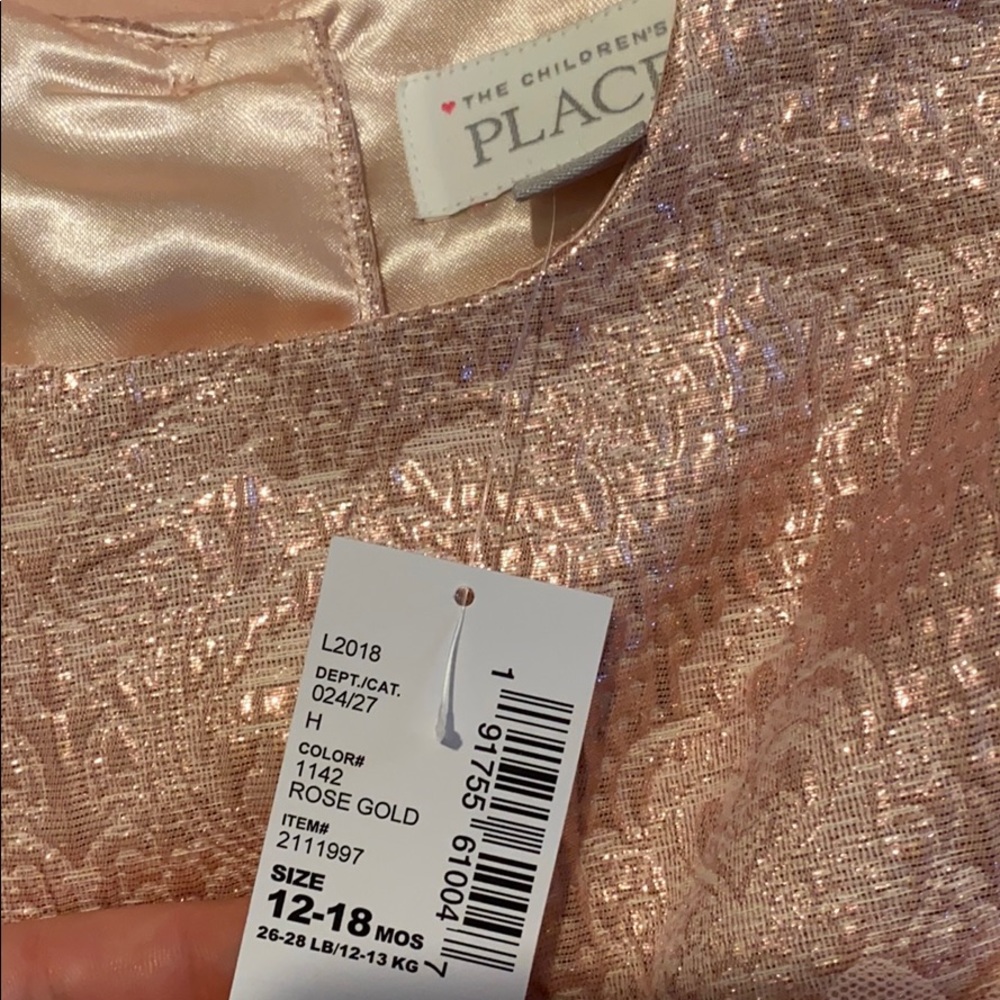 THE CHILDREN'S
PLAC
L2018
DEPT./CAT.
024/27
H
COLOR#
1142
ROSE GOLD
ITEM#
2111997
SIZE
12-18 MOS
26-28 LB/12-13 KG
1 91755 61004 7